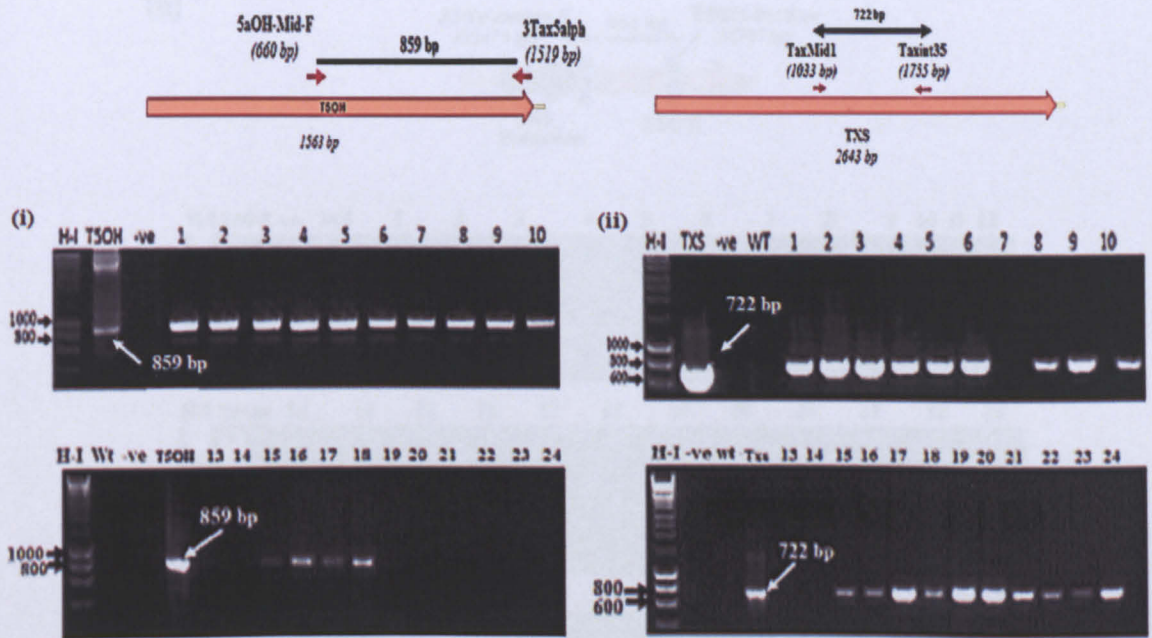 5aOH-Mid-F
(660 bp)
859 bp
3Tax5alph
(1519 bp)
T5OH
1563 bp
722 bp
TaxMid1
(1033 bp)
Taxint3S
(1755 bp)
TXS
2643 bp
(i)
H-I T5OH -ve 1 2 3 4 5 6 7 8 9 10
1000
800
859 bp
H-I Wt -ve T5OH 13 14 15 16 17 18 19 20 21 22 23 24
1000
800
859 bp
(ii)
H-I TXS -ve WT 1 2 3 4 5 6 7 8 9 10
1000
800
600
722 bp
H-I -ve wt Txs 13 14 15 16 17 18 19 20 21 22 23 24
800
600
722 bp